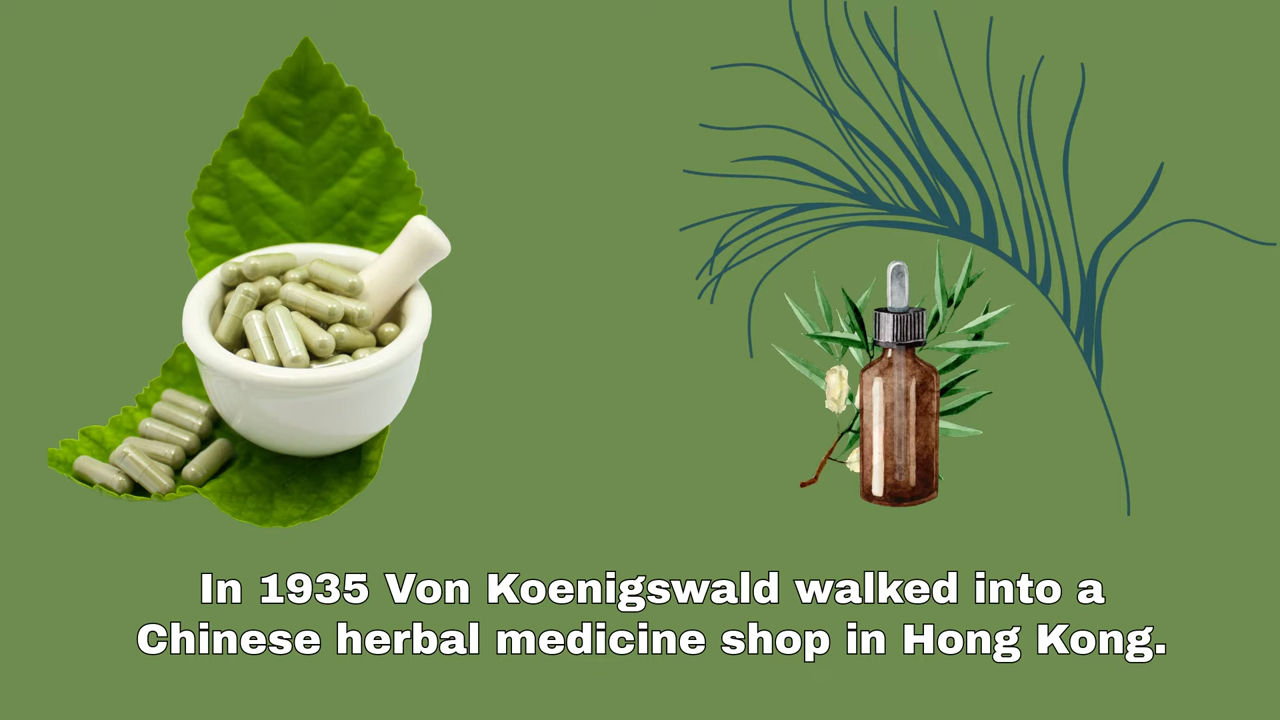 In 1935 Von Koenigswald walked into a
Chinese herbal medicine shop in Hong Kong.